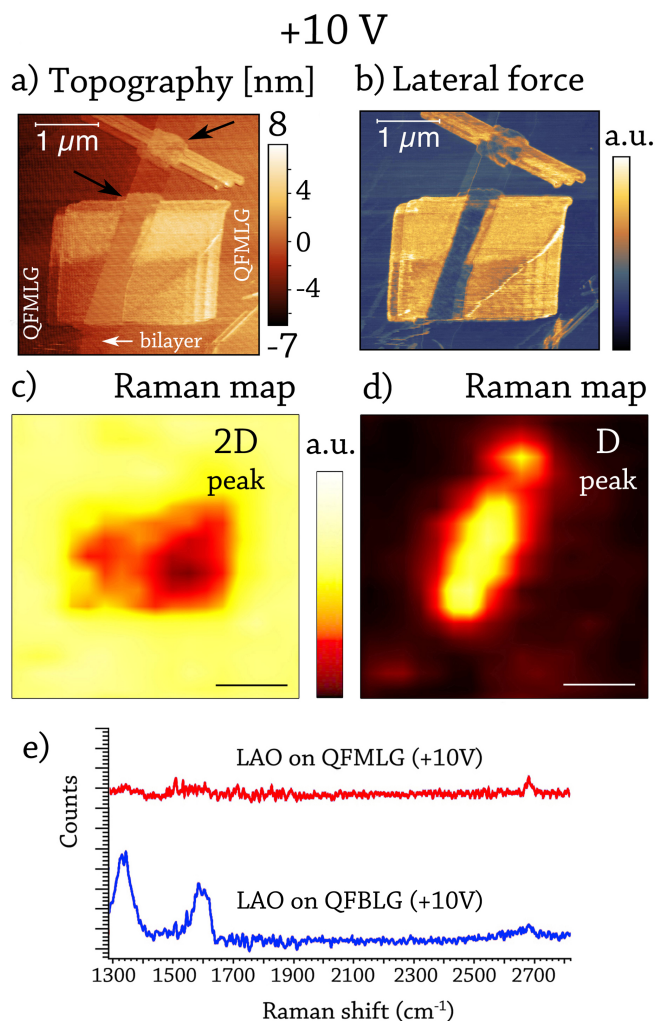 +10 V
a) Topography [nm]
b) Lateral force
1 µm
8
4
0
-4
-7
QFMLG
QFMLG
bilayer
1 µm
a.u.
c) Raman map
d) Raman map
2D
peak
a.u.
D
peak
e)
LAO on QFMLG (+10V)
LAO on QFBLG (+10V)
Counts
1300 1500 1700 1900 2100 2300 2500 2700
Raman shift (cm⁻¹)